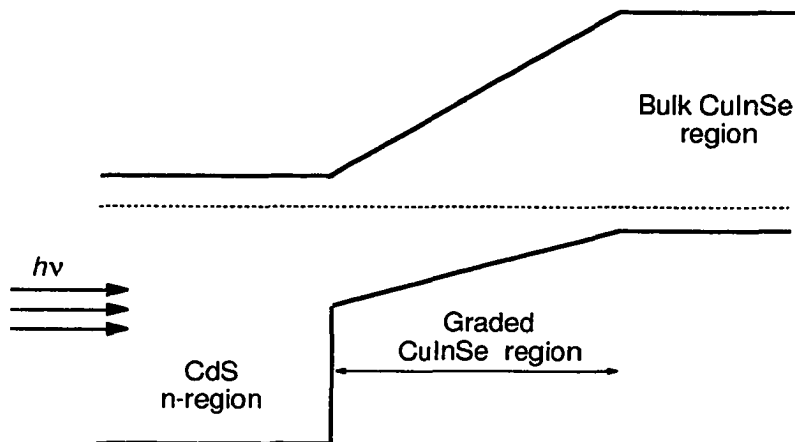 Bulk CuInSe
region
hν
Graded
CuInSe region
CdS
n-region